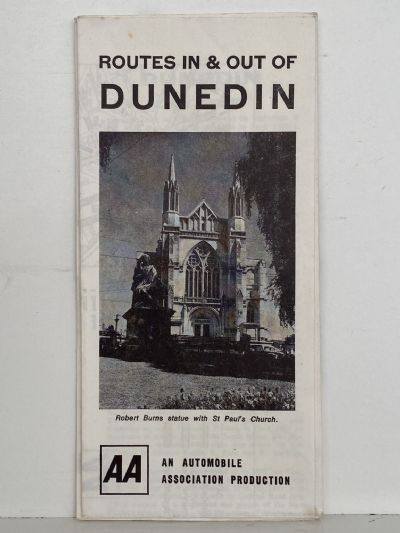 ROUTES IN & OUT OF
DUNEDIN
Robert Burns statue with St Paul's Church.
AA
AN AUTOMOBILE
ASSOCIATION PRODUCTION